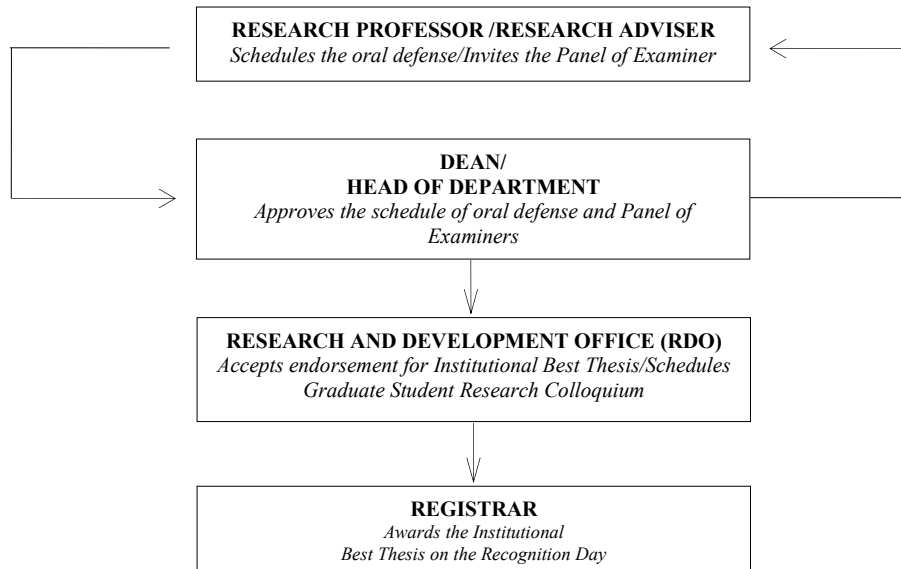 RESEARCH PROFESSOR /RESEARCH ADVISER
Schedules the oral defense/Invites the Panel of Examiner
DEAN/
HEAD OF DEPARTMENT
Approves the schedule of oral defense and Panel of
Examiners
RESEARCH AND DEVELOPMENT OFFICE (RDO)
Accepts endorsement for Institutional Best Thesis/Schedules
Graduate Student Research Colloquium
REGISTRAR
Awards the Institutional
Best Thesis on the Recognition Day